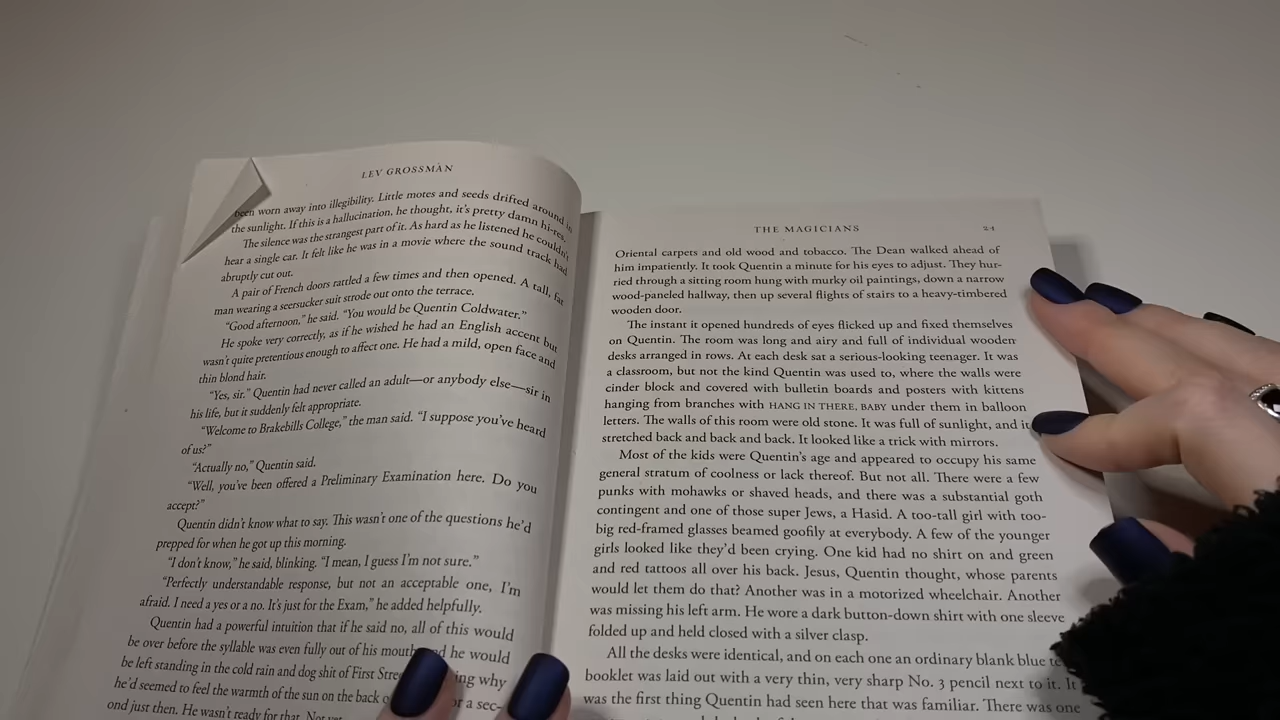 LEV GROSSMAN
been worn away into illegibility. Little motes and seeds drifted around in
the sunlight. If this is a hallucination, he thought, it's pretty damn hi-res.
The silence was the strangest part of it. As hard as he listened he couldn't
hear a single car. It felt like he was in a movie where the sound track had
abruptly cut out.
A pair of French doors rattled a few times and then opened. A tall, fat
man wearing a seersucker suit strode out onto the terrace.
"Good afternoon," he said. "You would be Quentin Coldwater."
He spoke very correctly, as if he wished he had an English accent but
wasn't quite pretentious enough to affect one. He had a mild, open face and
thin blond hair.
"Yes, sir." Quentin had never called an adult—or anybody else—sir in
his life, but it suddenly felt appropriate.
"Welcome to Brakebills College," the man said. "I suppose you've heard
of us?"
"Actually no," Quentin said.
"Well, you've been offered a Preliminary Examination here. Do you
accept?"
Quentin didn't know what to say. This wasn't one of the questions he'd
prepped for when he got up this morning.
"I don't know," he said, blinking. "I mean, I guess I'm not sure."
"Perfectly understandable response, but not an acceptable one, I'm
afraid. I need a yes or a no. It's just for the Exam," he added helpfully.
Quentin had a powerful intuition that if he said no, all of this would
be over before the syllable was even fully out of his mouth, and he would
be left standing in the cold rain and dog shit of First Stre ing why
he'd seemed to feel the warmth of the sun on the back o or a sec-
ond just then. He wasn't ready for that. Not
THE MAGICIANS 21
Oriental carpets and old wood and tobacco. The Dean walked ahead of
him impatiently. It took Quentin a minute for his eyes to adjust. They hur-
ried through a sitting room hung with murky oil paintings, down a narrow
wood-paneled hallway, then up several flights of stairs to a heavy-timbered
wooden door.
The instant it opened hundreds of eyes flicked up and fixed themselves
on Quentin. The room was long and airy and full of individual wooden
desks arranged in rows. At each desk sat a serious-looking teenager. It was
a classroom, but not the kind Quentin was used to, where the walls were
cinder block and covered with bulletin boards and posters with kittens
hanging from branches with HANG IN THERE, BABY under them in balloon
letters. The walls of this room were old stone. It was full of sunlight, and it
stretched back and back and back. It looked like a trick with mirrors.
Most of the kids were Quentin's age and appeared to occupy his same
general stratum of coolness or lack thereof. But not all. There were a few
punks with mohawks or shaved heads, and there was a substantial goth
contingent and one of those super Jews, a Hasid. A too-tall girl with too-
big red-framed glasses beamed goofily at everybody. A few of the younger
girls looked like they'd been crying. One kid had no shirt on and green
and red tattoos all over his back. Jesus, Quentin thought, whose parents
would let them do that? Another was in a motorized wheelchair. Another
was missing his left arm. He wore a dark button-down shirt with one sleeve
folded up and held closed with a silver clasp.
All the desks were identical, and on each one an ordinary blank blue te
booklet was laid out with a very thin, very sharp No. 3 pencil next to it. It
was the first thing Quentin had seen here that was familiar. There was one